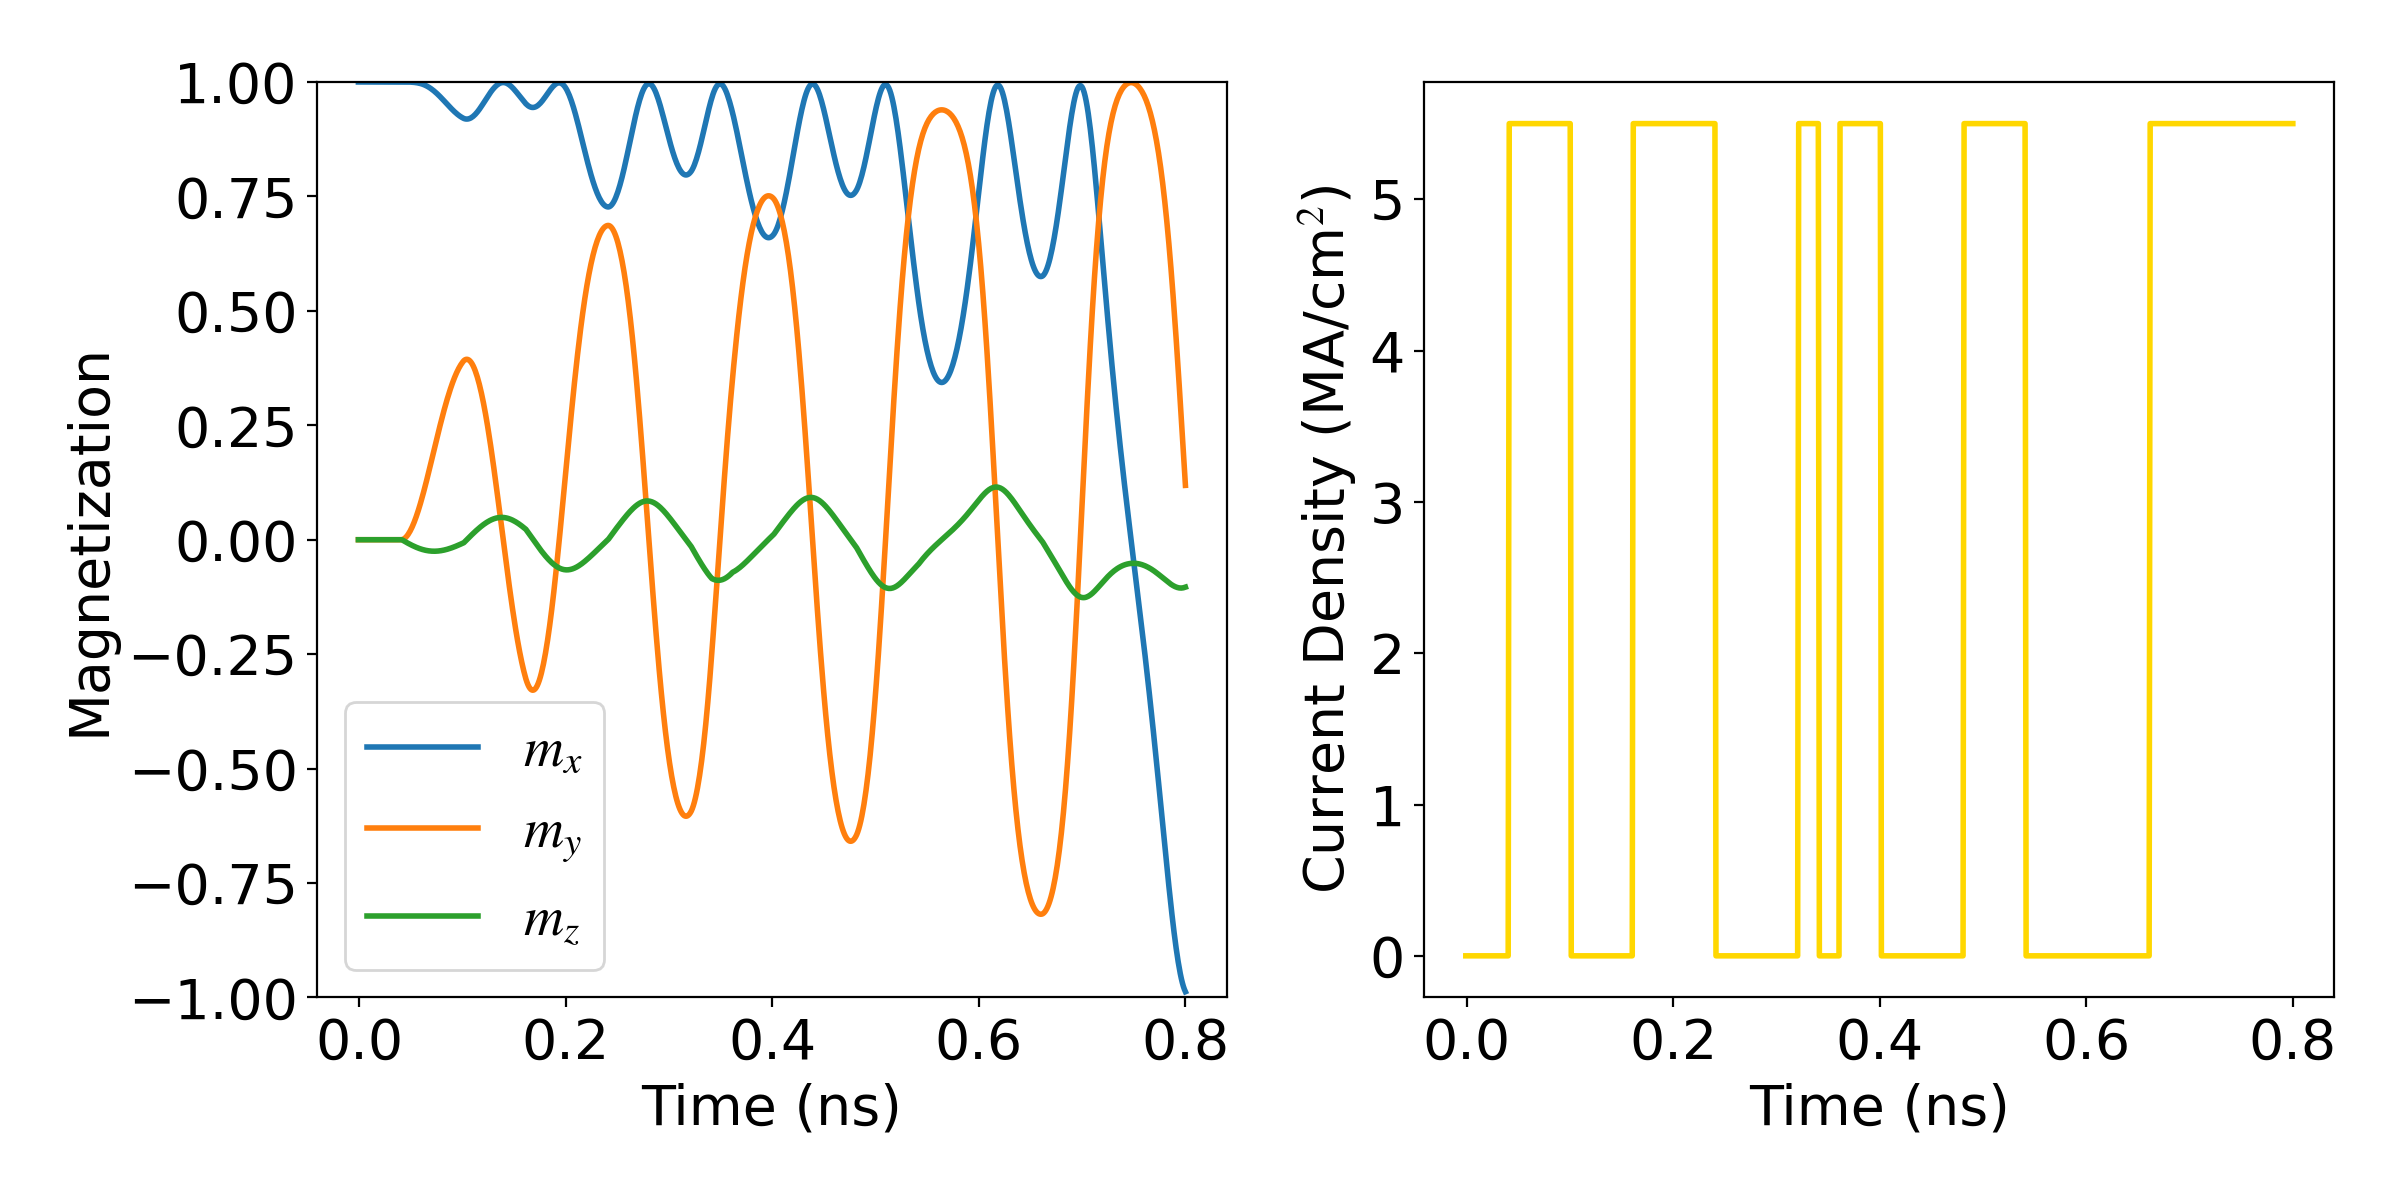 Magnetization
1.00
0.75
0.50
0.25
0.00
−0.25
−0.50
−0.75
−1.00
m_x
m_y
m_z
0.0 0.2 0.4 0.6 0.8
Time (ns)
Current Density (MA/cm²)
5
4
3
2
1
0
0.0 0.2 0.4 0.6 0.8
Time (ns)